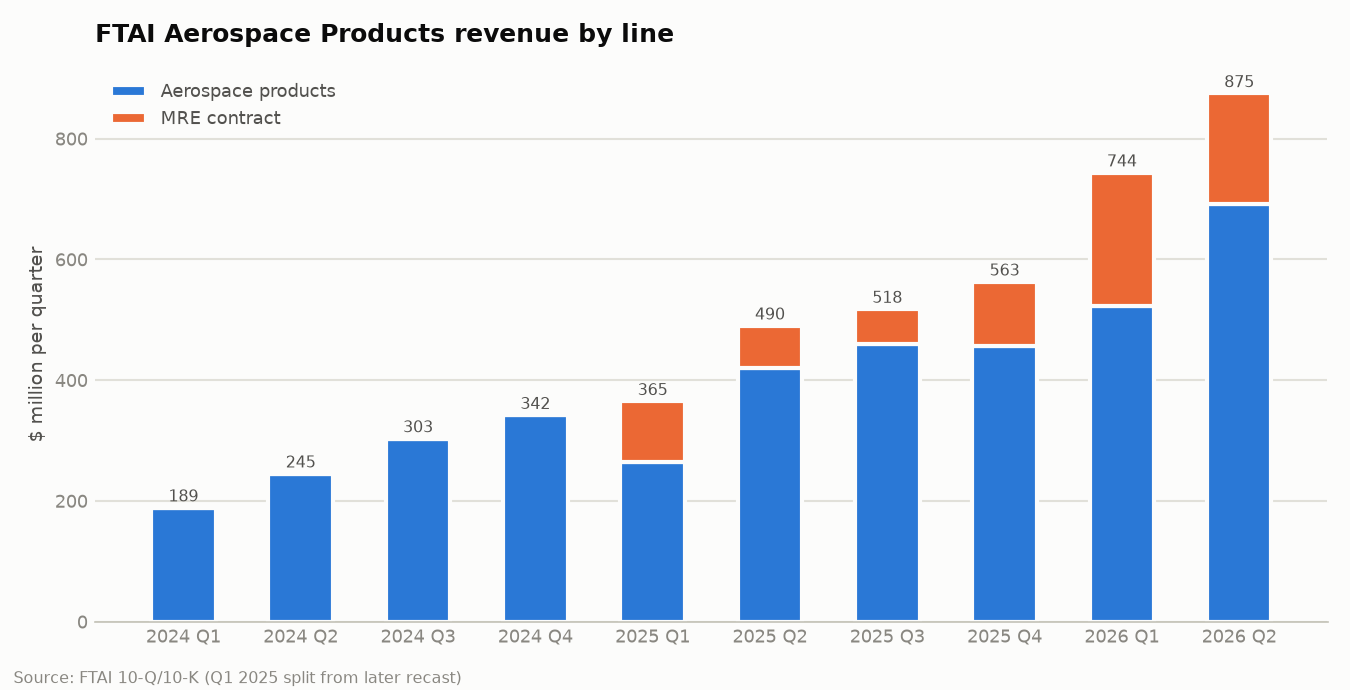 FTAI Aerospace Products revenue by line
Aerospace products
MRE contract
$ million per quarter
800
600
400
200
0
189
245
303
342
365
490
518
563
744
875
2024 Q1
2024 Q2
2024 Q3
2024 Q4
2025 Q1
2025 Q2
2025 Q3
2025 Q4
2026 Q1
2026 Q2
Source: FTAI 10-Q/10-K (Q1 2025 split from later recast)